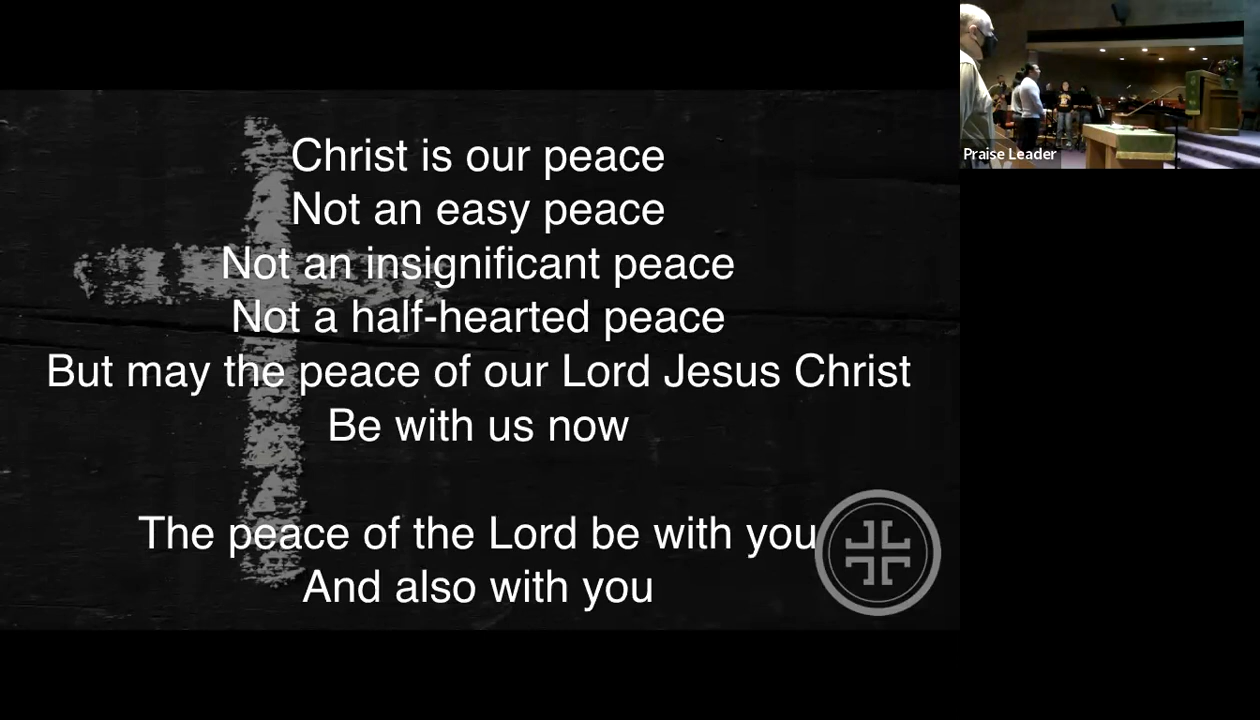 Christ is our peace
Not an easy peace
Not an insignificant peace
Not a half-hearted peace
But may the peace of our Lord Jesus Christ
Be with us now
The peace of the Lord be with you
And also with you
Praise Leader